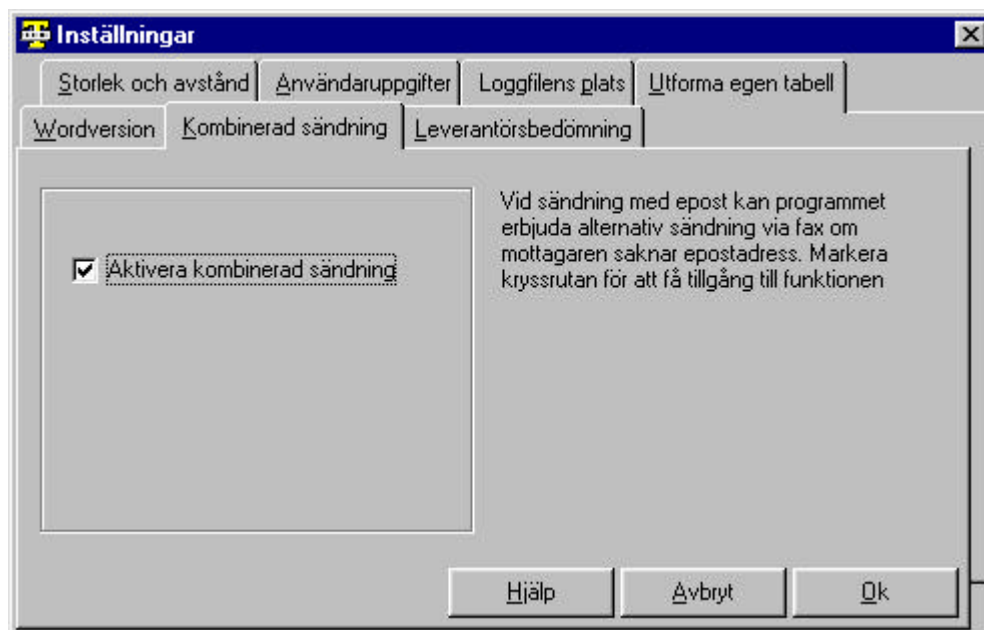 Inställningar
Storlek och avstånd Användaruppgifter Loggfilens plats Utforma egen tabell
Wordversion Kombinerad sändning Leverantörsbedömning
Aktivera kombinerad sändning
Vid sändning med epost kan programmet
erbjuda alternativ sändning via fax om
mottagaren saknar epostadress. Markera
kryssrutan för att få tillgång till funktionen
Hjälp Avbryt Ok